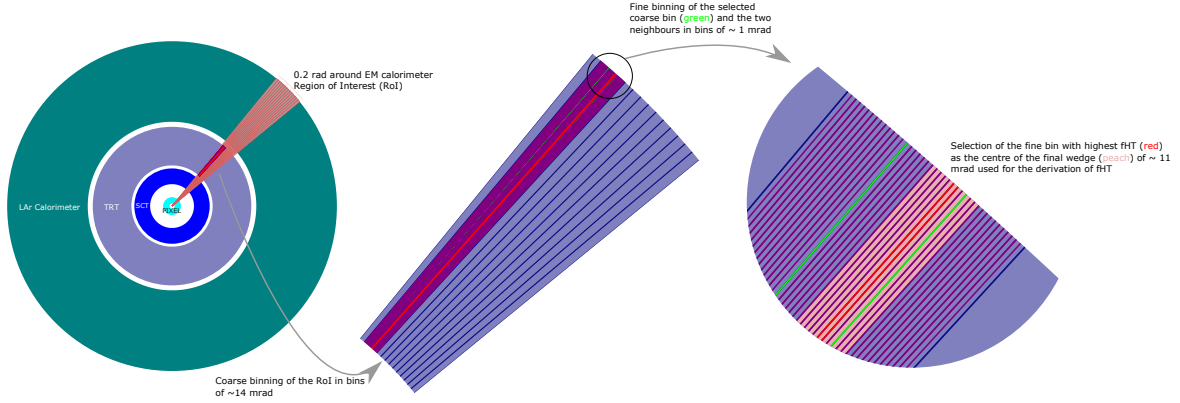 Fine binning of the selected
coarse bin (green) and the two
neighbours in bins of ~ 1 mrad
0.2 rad around EM calorimeter
Region of Interest (RoI)
Selection of the fine bin with highest fHT (red)
as the centre of the final wedge (peach) of ~ 11
mrad used for the derivation of fHT
LAr Calorimeter
TRT
SCT
PIXEL
Coarse binning of the RoI in bins
of ~14 mrad